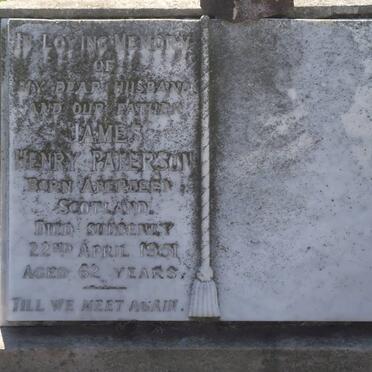 IN LOVING MEMORY
OF
MY DEAR HUSBAND
AND OUR FATHER
JAMES
HENRY PATERSON
BORN ABERDEEN
SCOTLAND.
DIED SUDDENLY
22ND APRIL 1931
AGED 62 YEARS.
TILL WE MEET AGAIN.